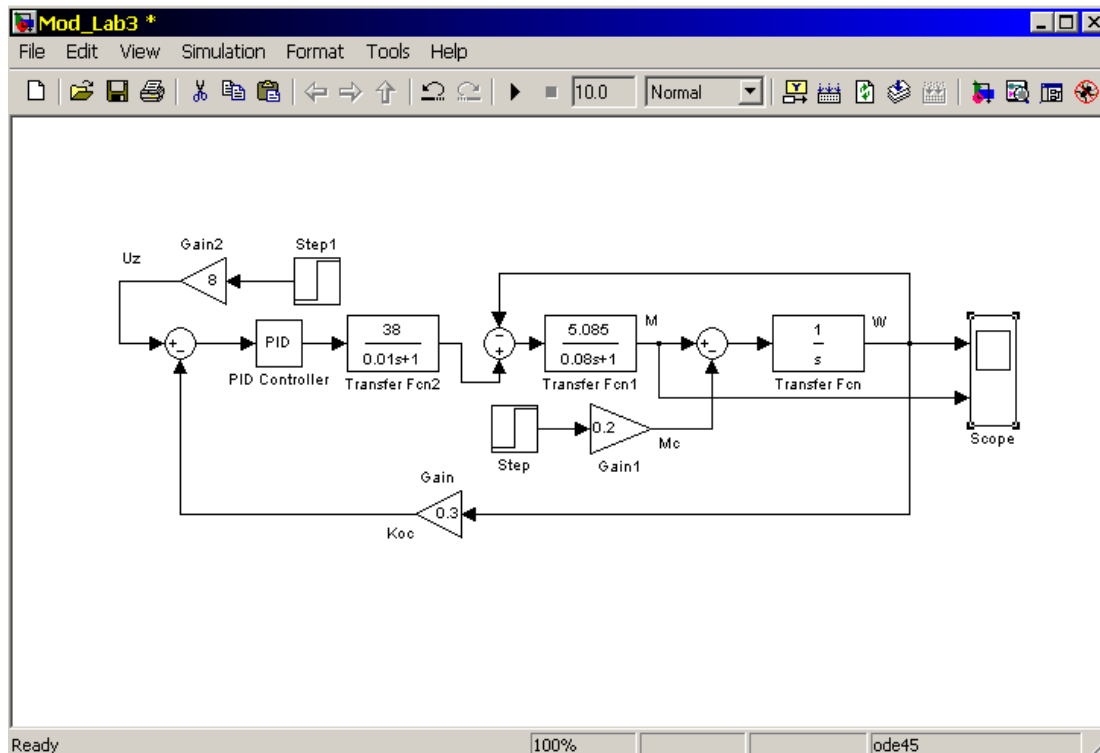 Mod_Lab3 *
File Edit View Simulation Format Tools Help
10.0 Normal
Uz
Gain2
Step1
8
PID
PID Controller
38
0.01s+1
Transfer Fcn2
5.085
0.08s+1
Transfer Fcn1
M
1
s
Transfer Fcn
W
Scope
Step
0.2
Gain1
Mc
Gain
0.3
Koc
Ready 100% ode45